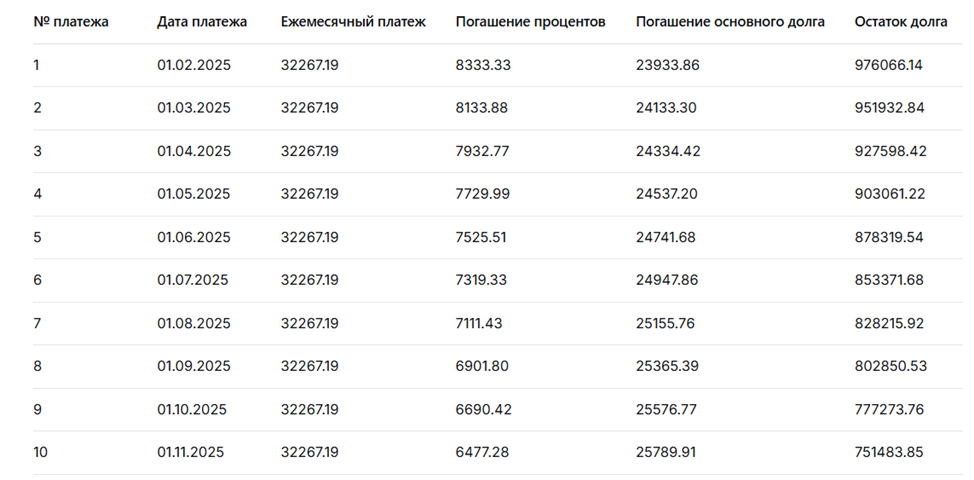 № платежа Дата платежа Ежемесячный платеж Погашение процентов Погашение основного долга Остаток долга
1 01.02.2025 32267.19 8333.33 23933.86 976066.14
2 01.03.2025 32267.19 8133.88 24133.30 951932.84
3 01.04.2025 32267.19 7932.77 24334.42 927598.42
4 01.05.2025 32267.19 7729.99 24537.20 903061.22
5 01.06.2025 32267.19 7525.51 24741.68 878319.54
6 01.07.2025 32267.19 7319.33 24947.86 853371.68
7 01.08.2025 32267.19 7111.43 25155.76 828215.92
8 01.09.2025 32267.19 6901.80 25365.39 802850.53
9 01.10.2025 32267.19 6690.42 25576.77 777273.76
10 01.11.2025 32267.19 6477.28 25789.91 751483.85